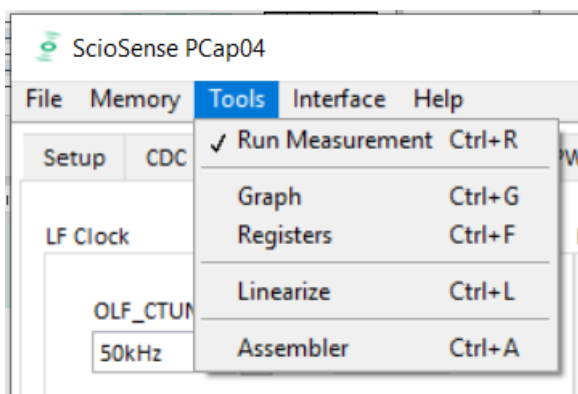 ScioSense PCap04
File Memory Tools Interface Help
Setup CDC
✓ Run Measurement Ctrl+R
Graph Ctrl+G
LF Clock
Registers Ctrl+F
Linearize Ctrl+L
OLF_CTUN
50kHz
Assembler Ctrl+A